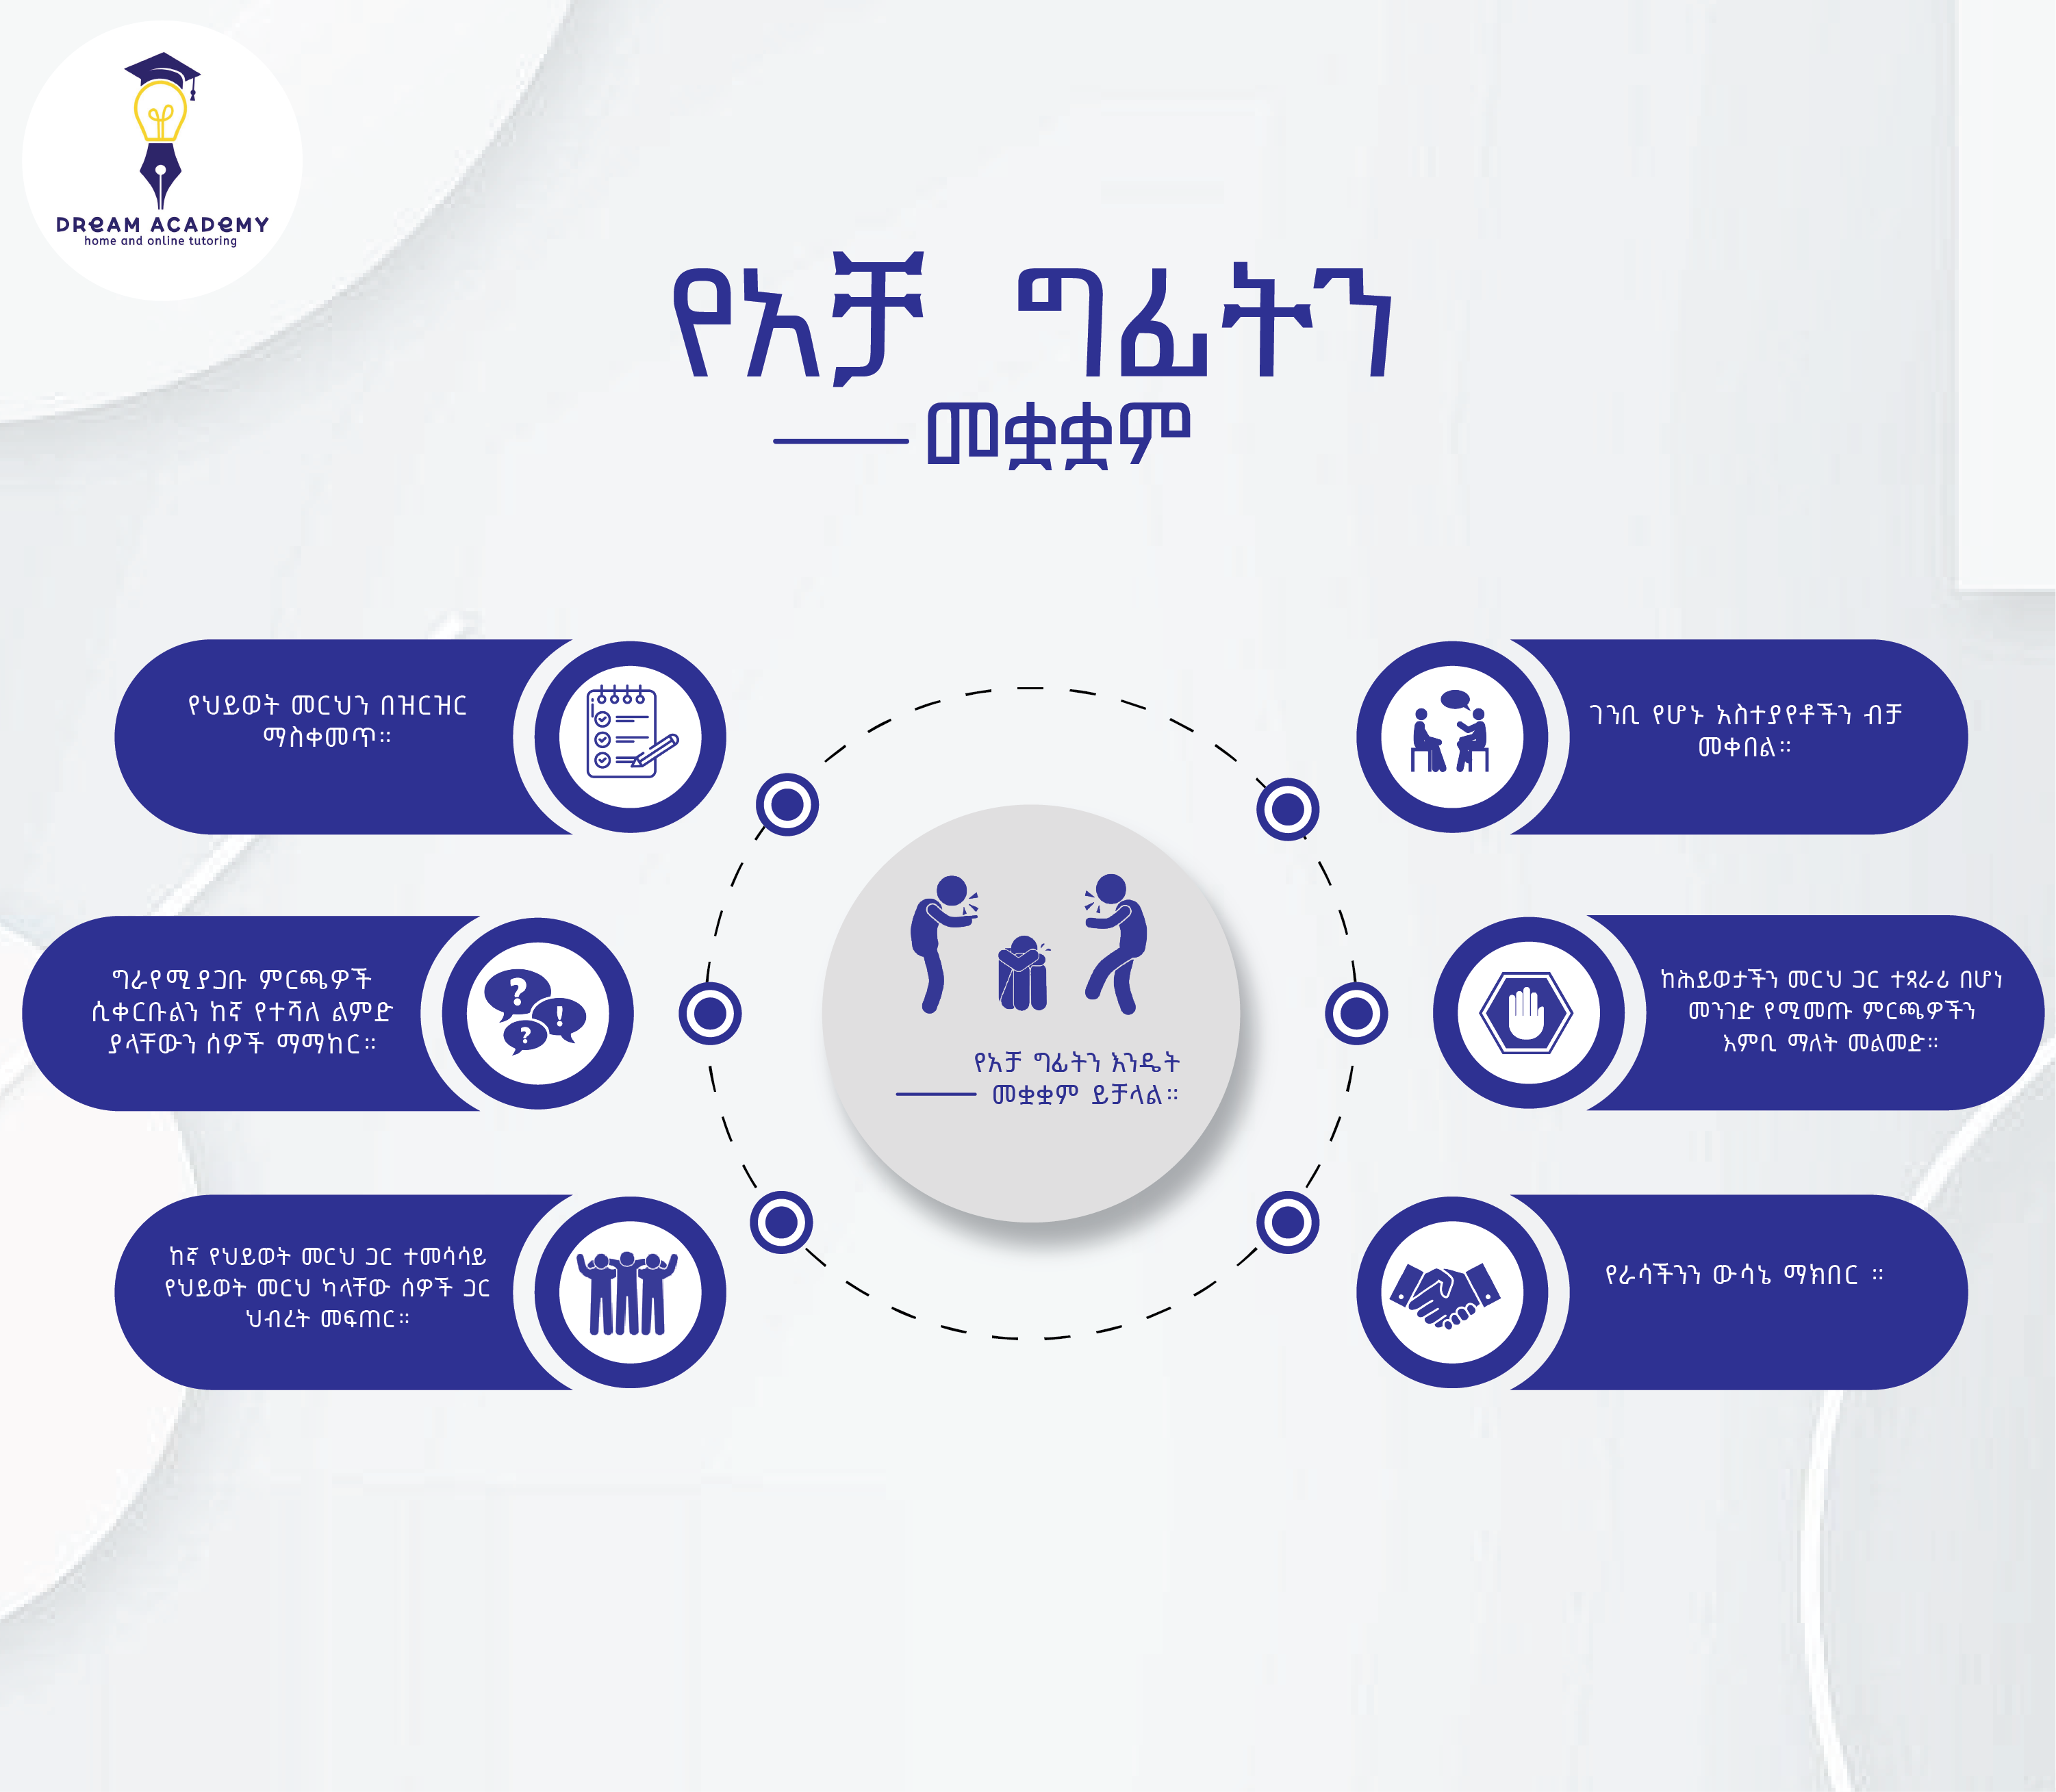 DREAM ACADEMY
home and online tutoring
የአቻ ግፊትን
መቋቋም
የህይወት መርህን በዝርዝር
ማስቀመጥ።
ግራየሚያጋቡ ምርጫዎች
ሲቀርቡልን ከኛ የተሻለ ልምድ
ያላቸውን ሰዎች ማማከር።
ከኛ የህይወት መርህ ጋር ተመሳሳይ
የህይወት መርህ ካላቸው ሰዎች ጋር
ህብረት መፍጠር።
የአቻ ግፊትን እንዴት
መቋቋም ይቻላል።
ገንቢ የሆኑ አስተያየቶችን ብቻ
መቀበል።
ከሕይወታችን መርህ ጋር ተጻራሪ በሆነ
መንገድ የሚመጡ ምርጫዎችን
እምቢ ማለት መልመድ።
የራሳችንን ውሳኔ ማክበር ።